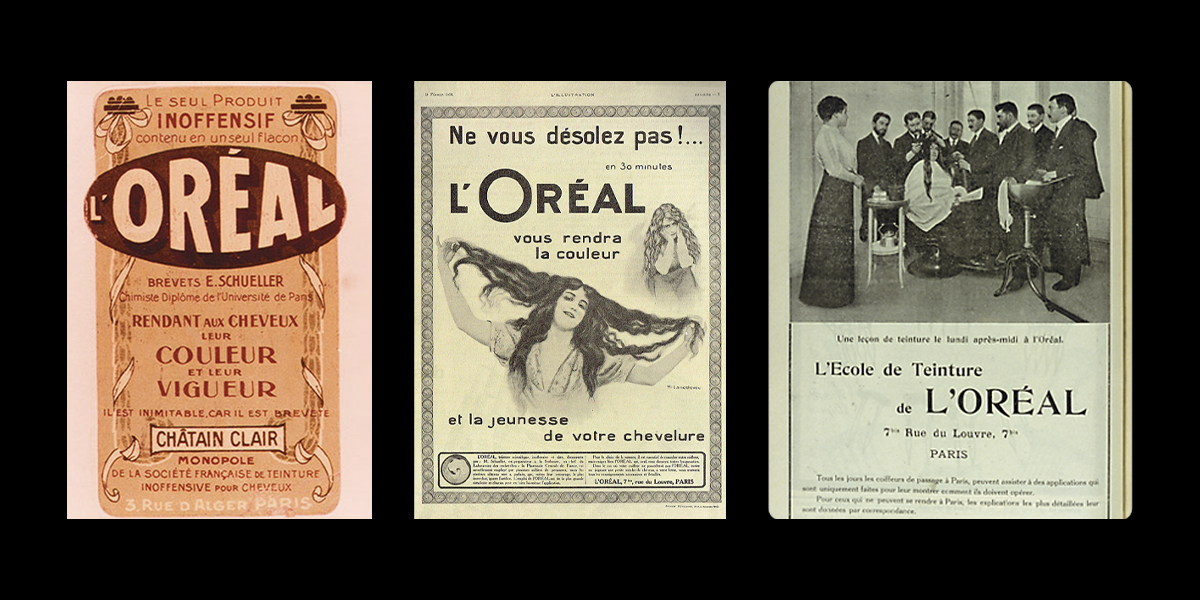 LE SEUL PRODUIT
INOFFENSIF
contenu en un seul flacon
L'ORÉAL
BREVETS E. SCHUELLER
Chimiste Diplômé de l'Université de Paris
RENDANT AUX CHEVEUX
LEUR
COULEUR
ET LEUR
VIGUEUR
IL EST INIMITABLE, CAR IL EST BREVETÉ
CHÂTAIN CLAIR
MONOPOLE
DE LA SOCIÉTÉ FRANÇAISE DE TEINTURE
INOFFENSIVE POUR CHEVEUX
3. RUE D'ALGER PARIS
L'ILLUSTRATION
Ne vous désolez pas !...
en 30 minutes
L'ORÉAL
vous rendra
la couleur
et la jeunesse
de votre chevelure
L'ORÉAL, 7 bis, rue du Louvre, PARIS
Une leçon de teinture le lundi après-midi à l'Oréal.
L'Ecole de Teinture
de L'ORÉAL
7bis Rue du Louvre, 7bis
PARIS
Tous les jours les coiffeurs de passage à Paris, peuvent assister à des applications qui
sont uniquement faites pour leur montrer comment ils doivent opérer.
Pour ceux qui ne peuvent se rendre à Paris, les explications les plus détaillées leur
sont données par correspondance.